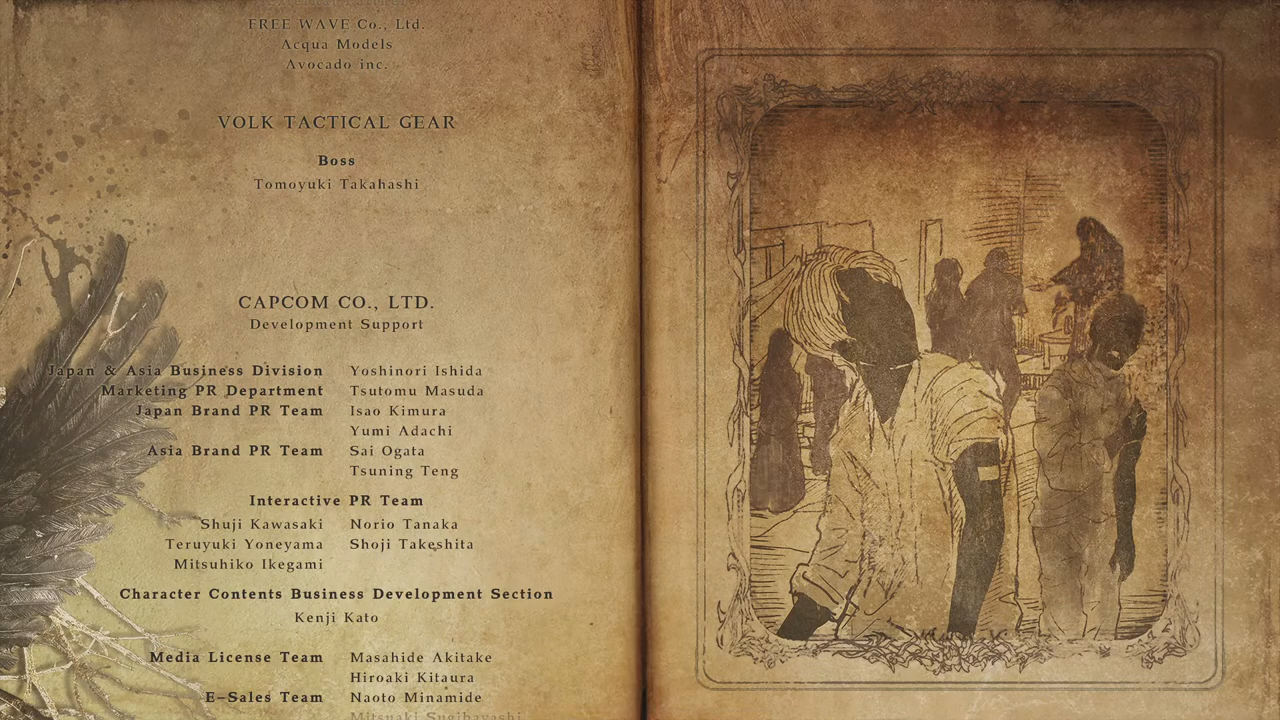 FREE WAVE Co., Ltd.
Acqua Models
Avocado inc.
VOLK TACTICAL GEAR
Boss
Tomoyuki Takahashi
CAPCOM CO., LTD.
Development Support
Japan & Asia Business Division Yoshinori Ishida
Marketing PR Department Tsutomu Masuda
Japan Brand PR Team Isao Kimura
Yumi Adachi
Asia Brand PR Team Sai Ogata
Tsuning Teng
Interactive PR Team
Shuji Kawasaki Norio Tanaka
Teruyuki Yoneyama Shoji Takeshita
Mitsuhiko Ikegami
Character Contents Business Development Section
Kenji Kato
Media License Team Masahide Akitake
Hiroaki Kitaura
E-Sales Team Naoto Minamide
Mitsuaki Sugibayashi